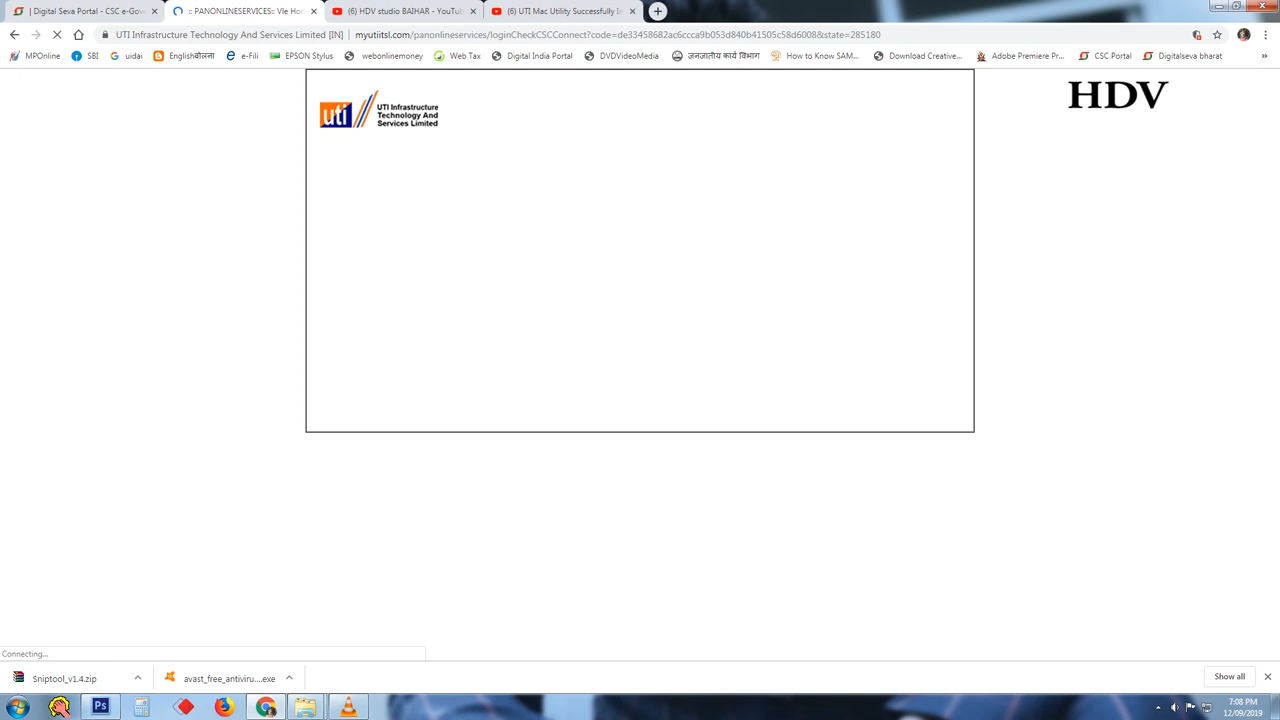 | Digital Seva Portal - CSC e-Gove
:: PANONLINESERVICES:: Vle Hom
(6) HDV studio BAIHAR - YouTub
(6) UTI Mac Utility Successfully In
UTI Infrastructure Technology And Services Limited [IN] | myutiitsl.com/panonlineservices/loginCheckCSCConnect?code=de33458682ac6ccca9b053d840b41505c58d6008&state=285180
MPOnline
SBI
uidai
Englishबोलना
e-Fili
EPSON Stylus
webonlinemoney
Web Tax
Digital India Portal
DVDVideoMedia
जनजातीय कार्य विभाग
How to Know SAM...
Download Creative...
Adobe Premiere Pr...
CSC Portal
Digitalseva bharat
»
uti
UTI Infrastructure
Technology And
Services Limited
HDV
Connecting...
Sniptool_v1.4.zip
avast_free_antiviru....exe
Show all
Ps
7:08 PM
12/09/2019